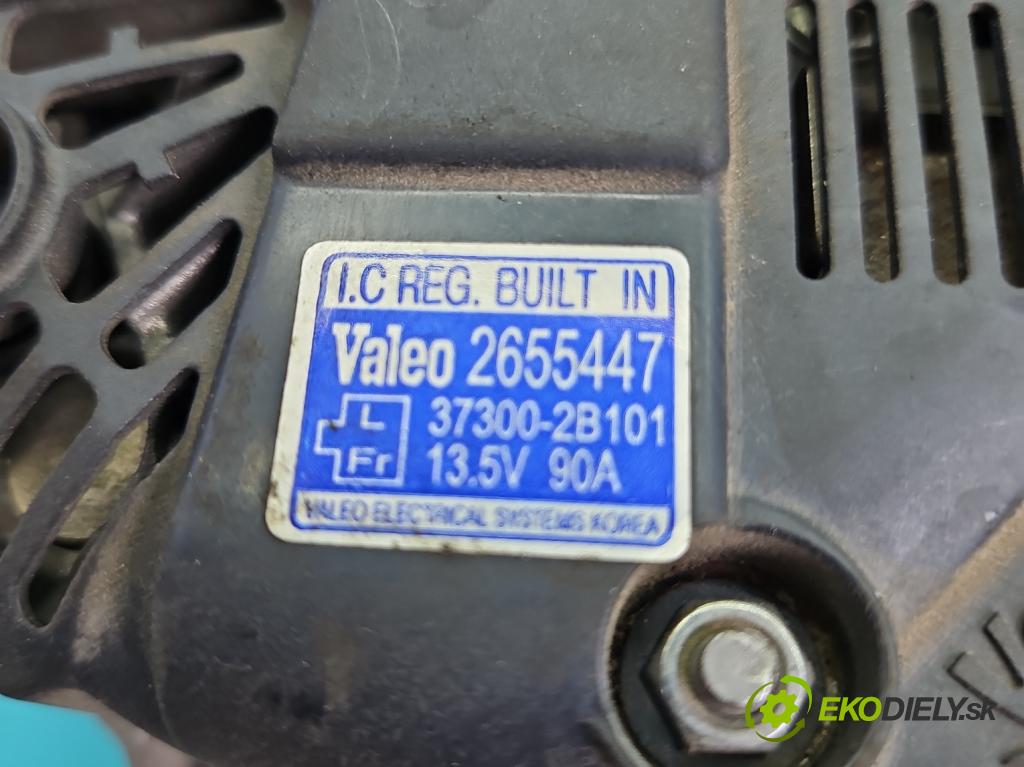 I.C REG. BUILT IN
Valeo 2655447
L 37300-2B101
Fr 13.5V 90A
VALEO ELECTRICAL SYSTEMS KOREA
EKODIELY.sk